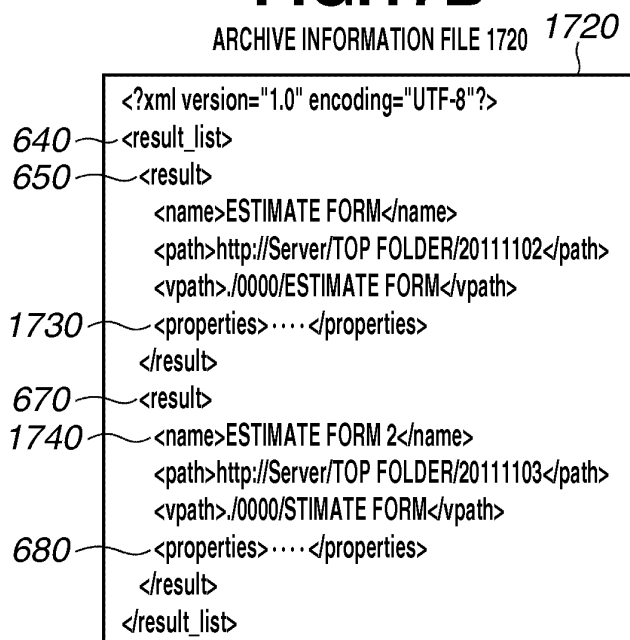 FIG.17B
ARCHIVE INFORMATION FILE 1720 1720
<?xml version="1.0" encoding="UTF-8"?>
640 <result_list>
650 <result>
<name>ESTIMATE FORM</name>
<path>http://Server/TOP FOLDER/20111102</path>
<vpath>./0000/ESTIMATE FORM</vpath>
1730 <properties>····</properties>
</result>
670 <result>
1740 <name>ESTIMATE FORM 2</name>
<path>http://Server/TOP FOLDER/20111103</path>
<vpath>./0000/STIMATE FORM</vpath>
680 <properties>····</properties>
</result>
</result_list>